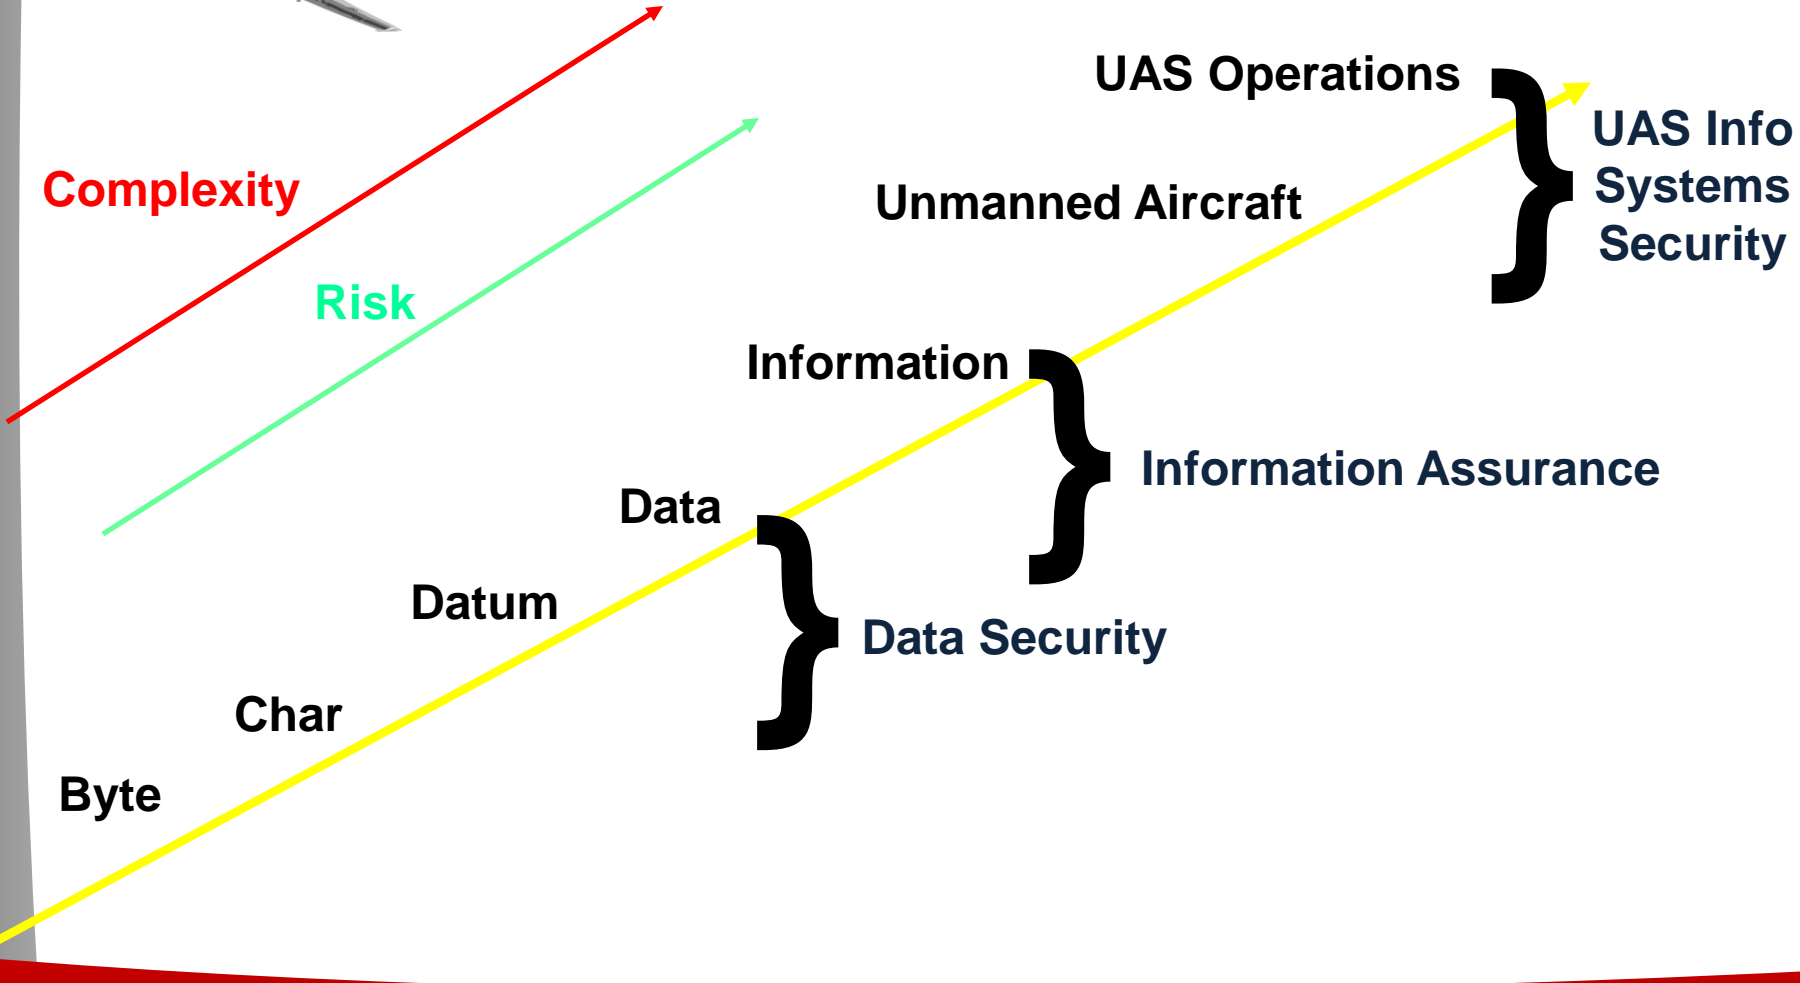 UAS Operations
UAS Info
Systems
Security
Complexity
Unmanned Aircraft
Risk
Information
Information Assurance
Data
Datum
Data Security
Char
Byte